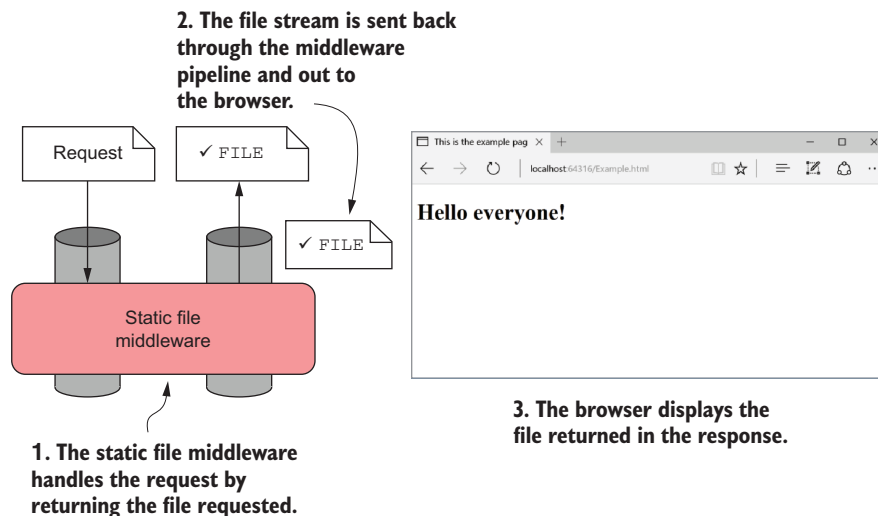 2. The file stream is sent back
through the middleware
pipeline and out to
the browser.
Request
✓ FILE
✓ FILE
Static file
middleware
1. The static file middleware
handles the request by
returning the file requested.
This is the example pag
localhost:64316/Example.html
Hello everyone!
3. The browser displays the
file returned in the response.